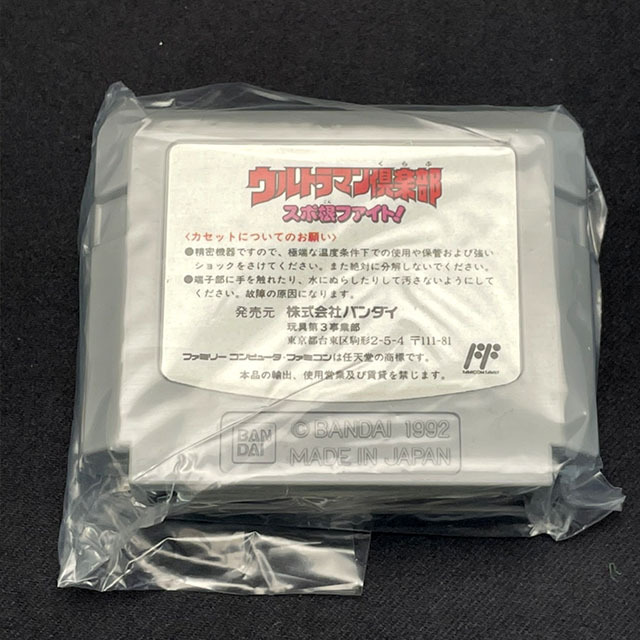 くらぶ
ウルトラマン倶楽部
スポ根ファイト!
〈カセットについてのお願い〉
●精密機器ですので、極端な温度条件下での使用や保管および強い
ショックをさけてください。また絶対に分解しないでください。
●端子部に手を触れたり、水にぬらしたりして汚さないようにして
ください。故障の原因になります。
発売元 株式会社バンダイ
玩具第3事業部
東京都台東区駒形2-5-4 〒111-81
ファミリーコンピュータ・ファミコンは任天堂の商標です。
本品の輸出、使用営業及び賃貸を禁じます。
BAN
DAI
© BANDAI 1992
MADE IN JAPAN